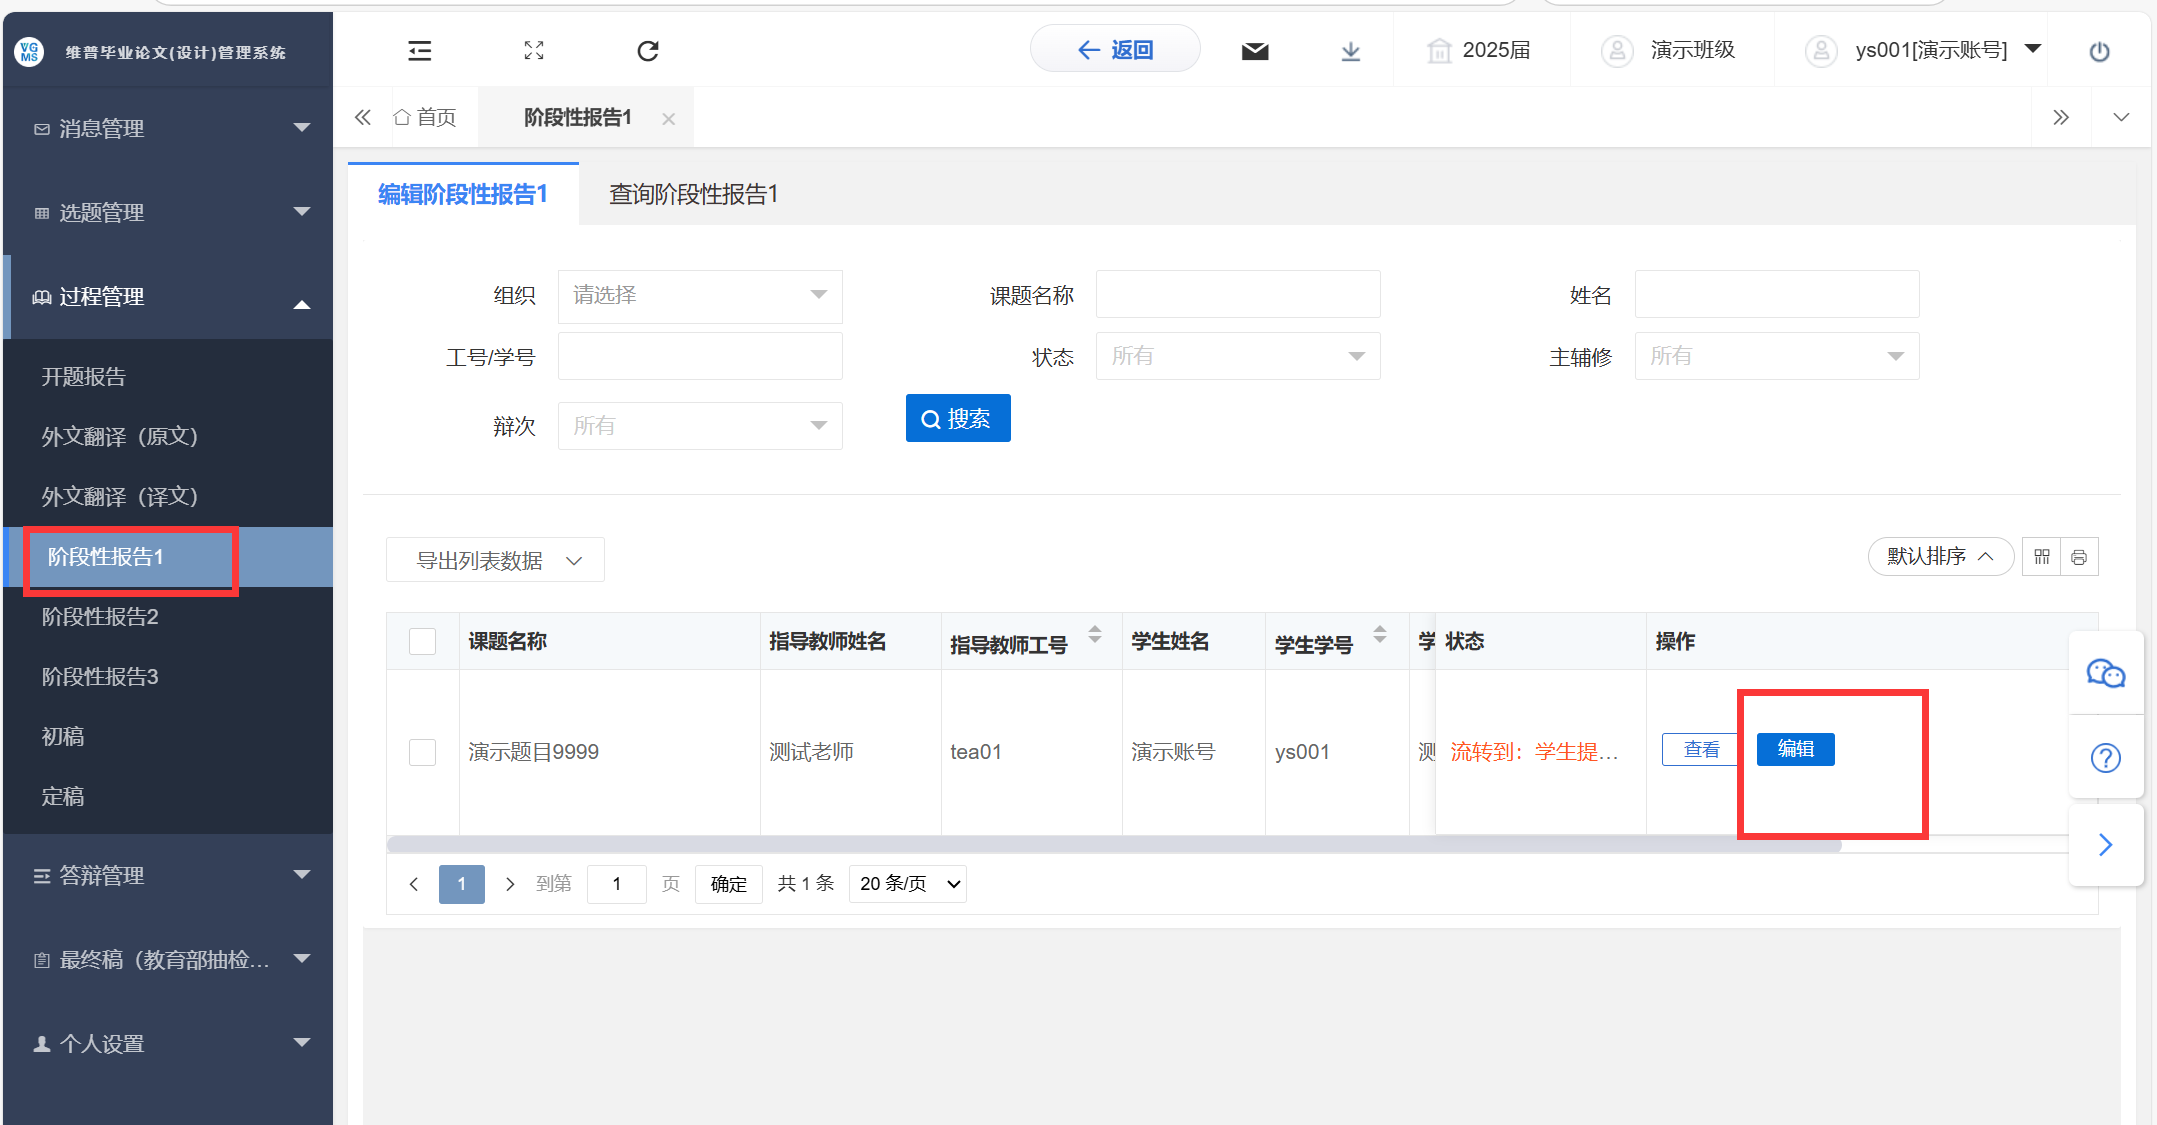 VG
MS
维普毕业论文(设计)管理系统
返回
2025届
演示班级
ys001[演示账号]
首页
阶段性报告1
消息管理
选题管理
过程管理
开题报告
外文翻译（原文）
外文翻译（译文）
阶段性报告1
阶段性报告2
阶段性报告3
初稿
定稿
答辩管理
最终稿（教育部抽检...
个人设置
编辑阶段性报告1
查询阶段性报告1
组织
请选择
课题名称
姓名
工号/学号
状态
所有
主辅修
所有
辩次
所有
搜索
导出列表数据
默认排序
课题名称
指导教师姓名
指导教师工号
学生姓名
学生学号
学
状态
操作
演示题目9999
测试老师
tea01
演示账号
ys001
测
流转到：学生提...
查看
编辑
1
到第
1
页
确定
共 1 条
20 条/页